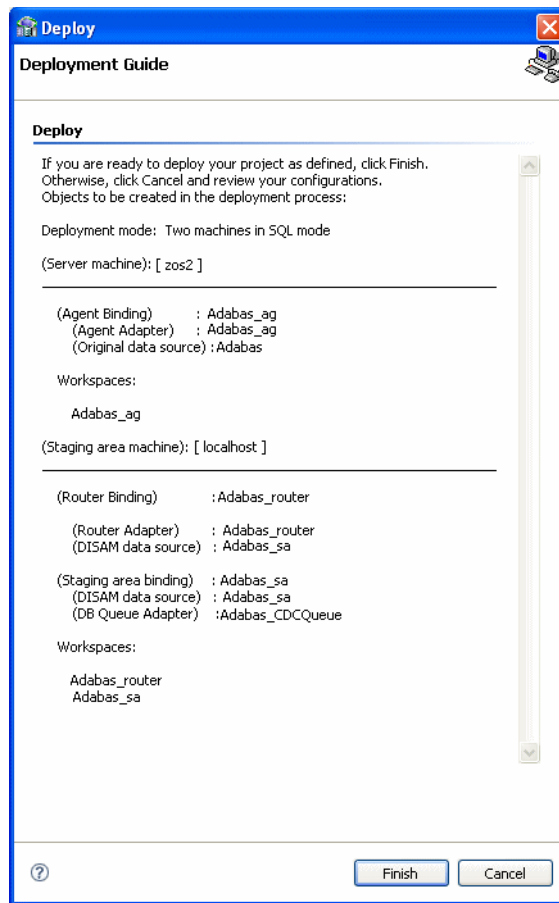 Deploy
Deployment Guide
Deploy
If you are ready to deploy your project as defined, click Finish.
Otherwise, click Cancel and review your configurations.
Objects to be created in the deployment process:
Deployment mode: Two machines in SQL mode
(Server machine): [ zos2 ]
(Agent Binding) : Adabas_ag
(Agent Adapter) : Adabas_ag
(Original data source) :Adabas
Workspaces:
Adabas_ag
(Staging area machine): [ localhost ]
(Router Binding) :Adabas_router
(Router Adapter) : Adabas_router
(DISAM data source) : Adabas_sa
(Staging area binding) : Adabas_sa
(DISAM data source) : Adabas_sa
(DB Queue Adapter) :Adabas_CDCQueue
Workspaces:
Adabas_router
Adabas_sa
? Finish Cancel